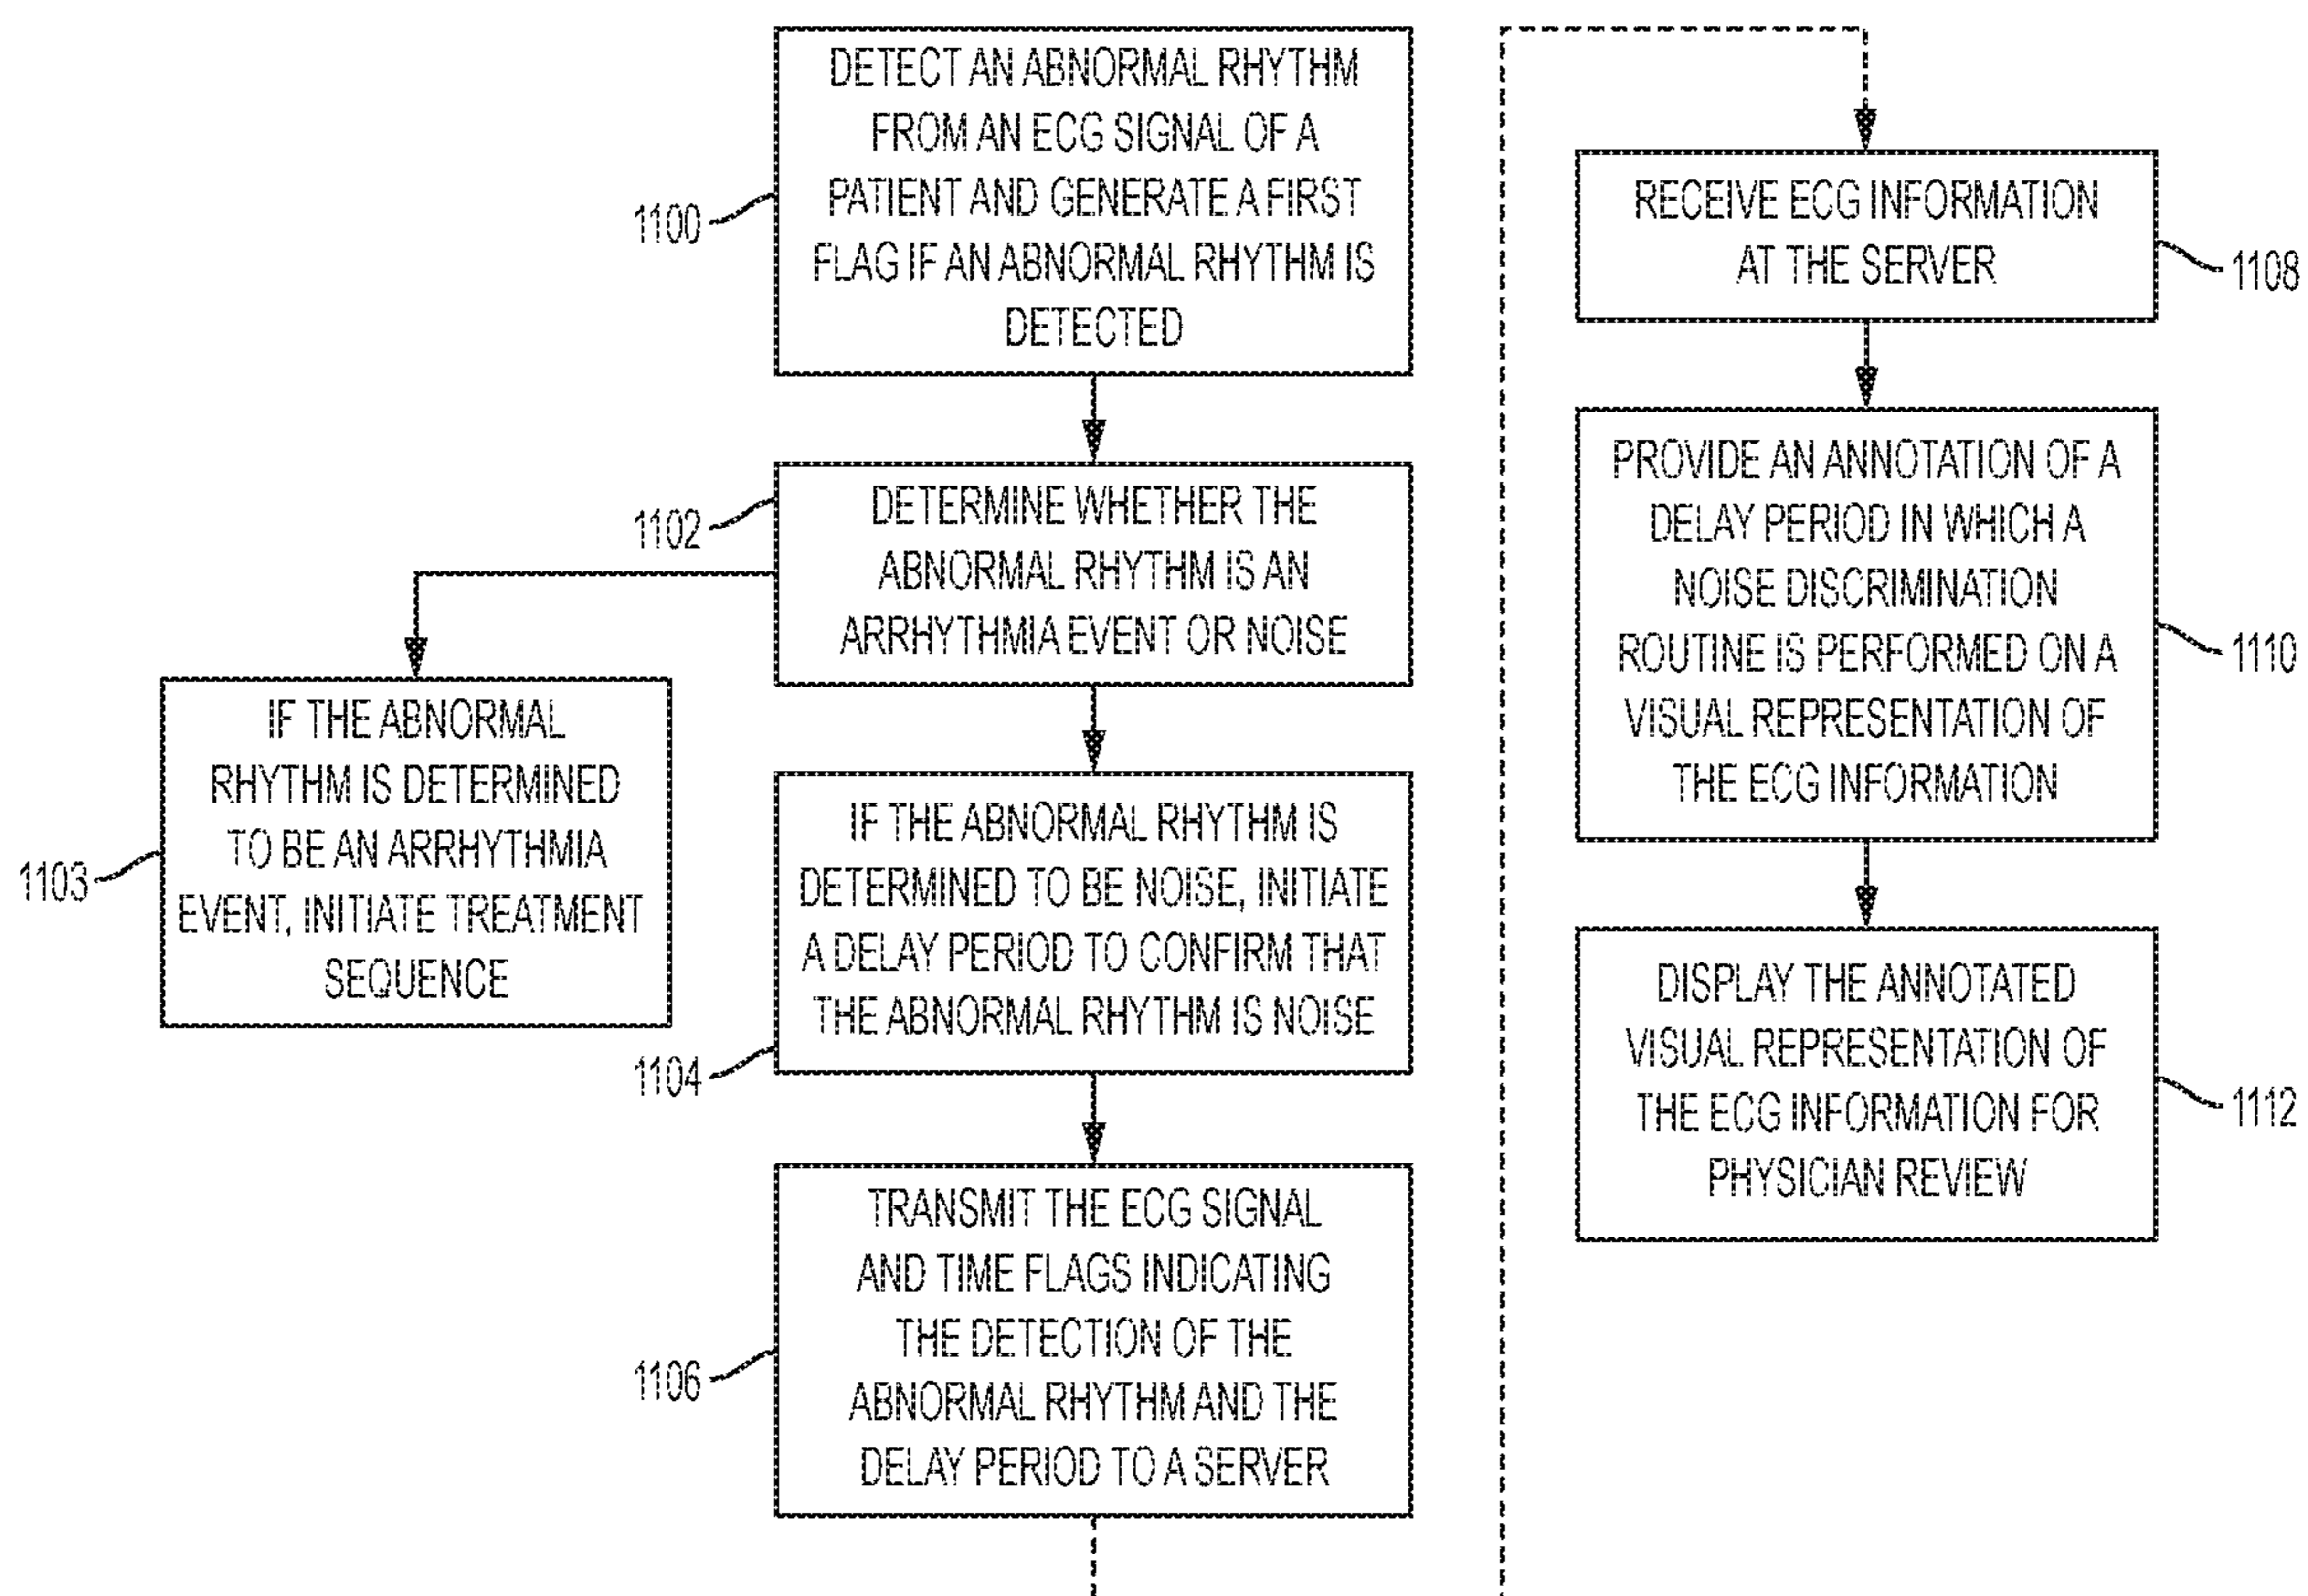 DETECT AN ABNORMAL RHYTHM
FROM AN ECG SIGNAL OF A
PATIENT AND GENERATE A FIRST
FLAG IF AN ABNORMAL RHYTHM IS
DETECTED
1100
DETERMINE WHETHER THE
ABNORMAL RHYTHM IS AN
ARRHYTHMIA EVENT OR NOISE
1102
IF THE ABNORMAL
RHYTHM IS DETERMINED
TO BE AN ARRHYTHMIA
EVENT, INITIATE TREATMENT
SEQUENCE
1103
IF THE ABNORMAL RHYTHM IS
DETERMINED TO BE NOISE, INITIATE
A DELAY PERIOD TO CONFIRM THAT
THE ABNORMAL RHYTHM IS NOISE
1104
TRANSMIT THE ECG SIGNAL
AND TIME FLAGS INDICATING
THE DETECTION OF THE
ABNORMAL RHYTHM AND THE
DELAY PERIOD TO A SERVER
1106
RECEIVE ECG INFORMATION
AT THE SERVER
1108
PROVIDE AN ANNOTATION OF A
DELAY PERIOD IN WHICH A
NOISE DISCRIMINATION
ROUTINE IS PERFORMED ON A
VISUAL REPRESENTATION OF
THE ECG INFORMATION
1110
DISPLAY THE ANNOTATED
VISUAL REPRESENTATION OF
THE ECG INFORMATION FOR
PHYSICIAN REVIEW
1112